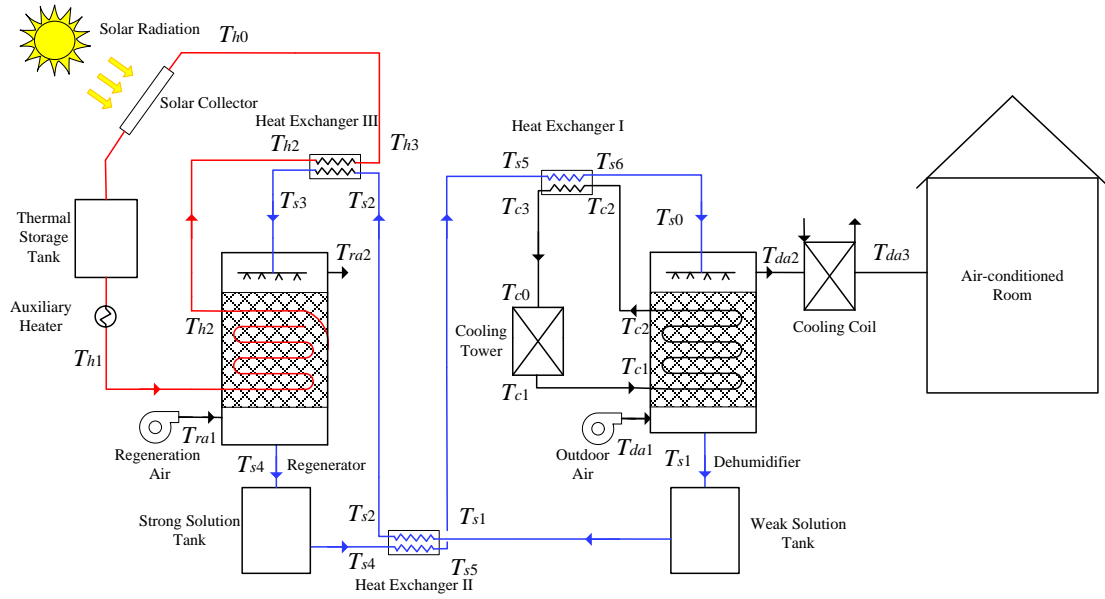 Solar Radiation
Th0
Solar Collector
Heat Exchanger III
Th2
Th3
Ts3
Ts2
Heat Exchanger I
Ts5
Ts6
Tc3
Tc2
Ts0
Thermal
Storage
Tank
Tra2
Tda2
Tda3
Air-conditioned
Room
Auxiliary
Heater
Th2
Th1
Tc0
Cooling
Tower
Tc2
Tc1
Tc1
Cooling Coil
Tra1
Regeneration
Air
Ts4
Regenerator
Outdoor
Air
Tda1
Ts1
Dehumidifier
Strong Solution
Tank
Ts2
Ts1
Ts4
Ts5
Heat Exchanger II
Weak Solution
Tank